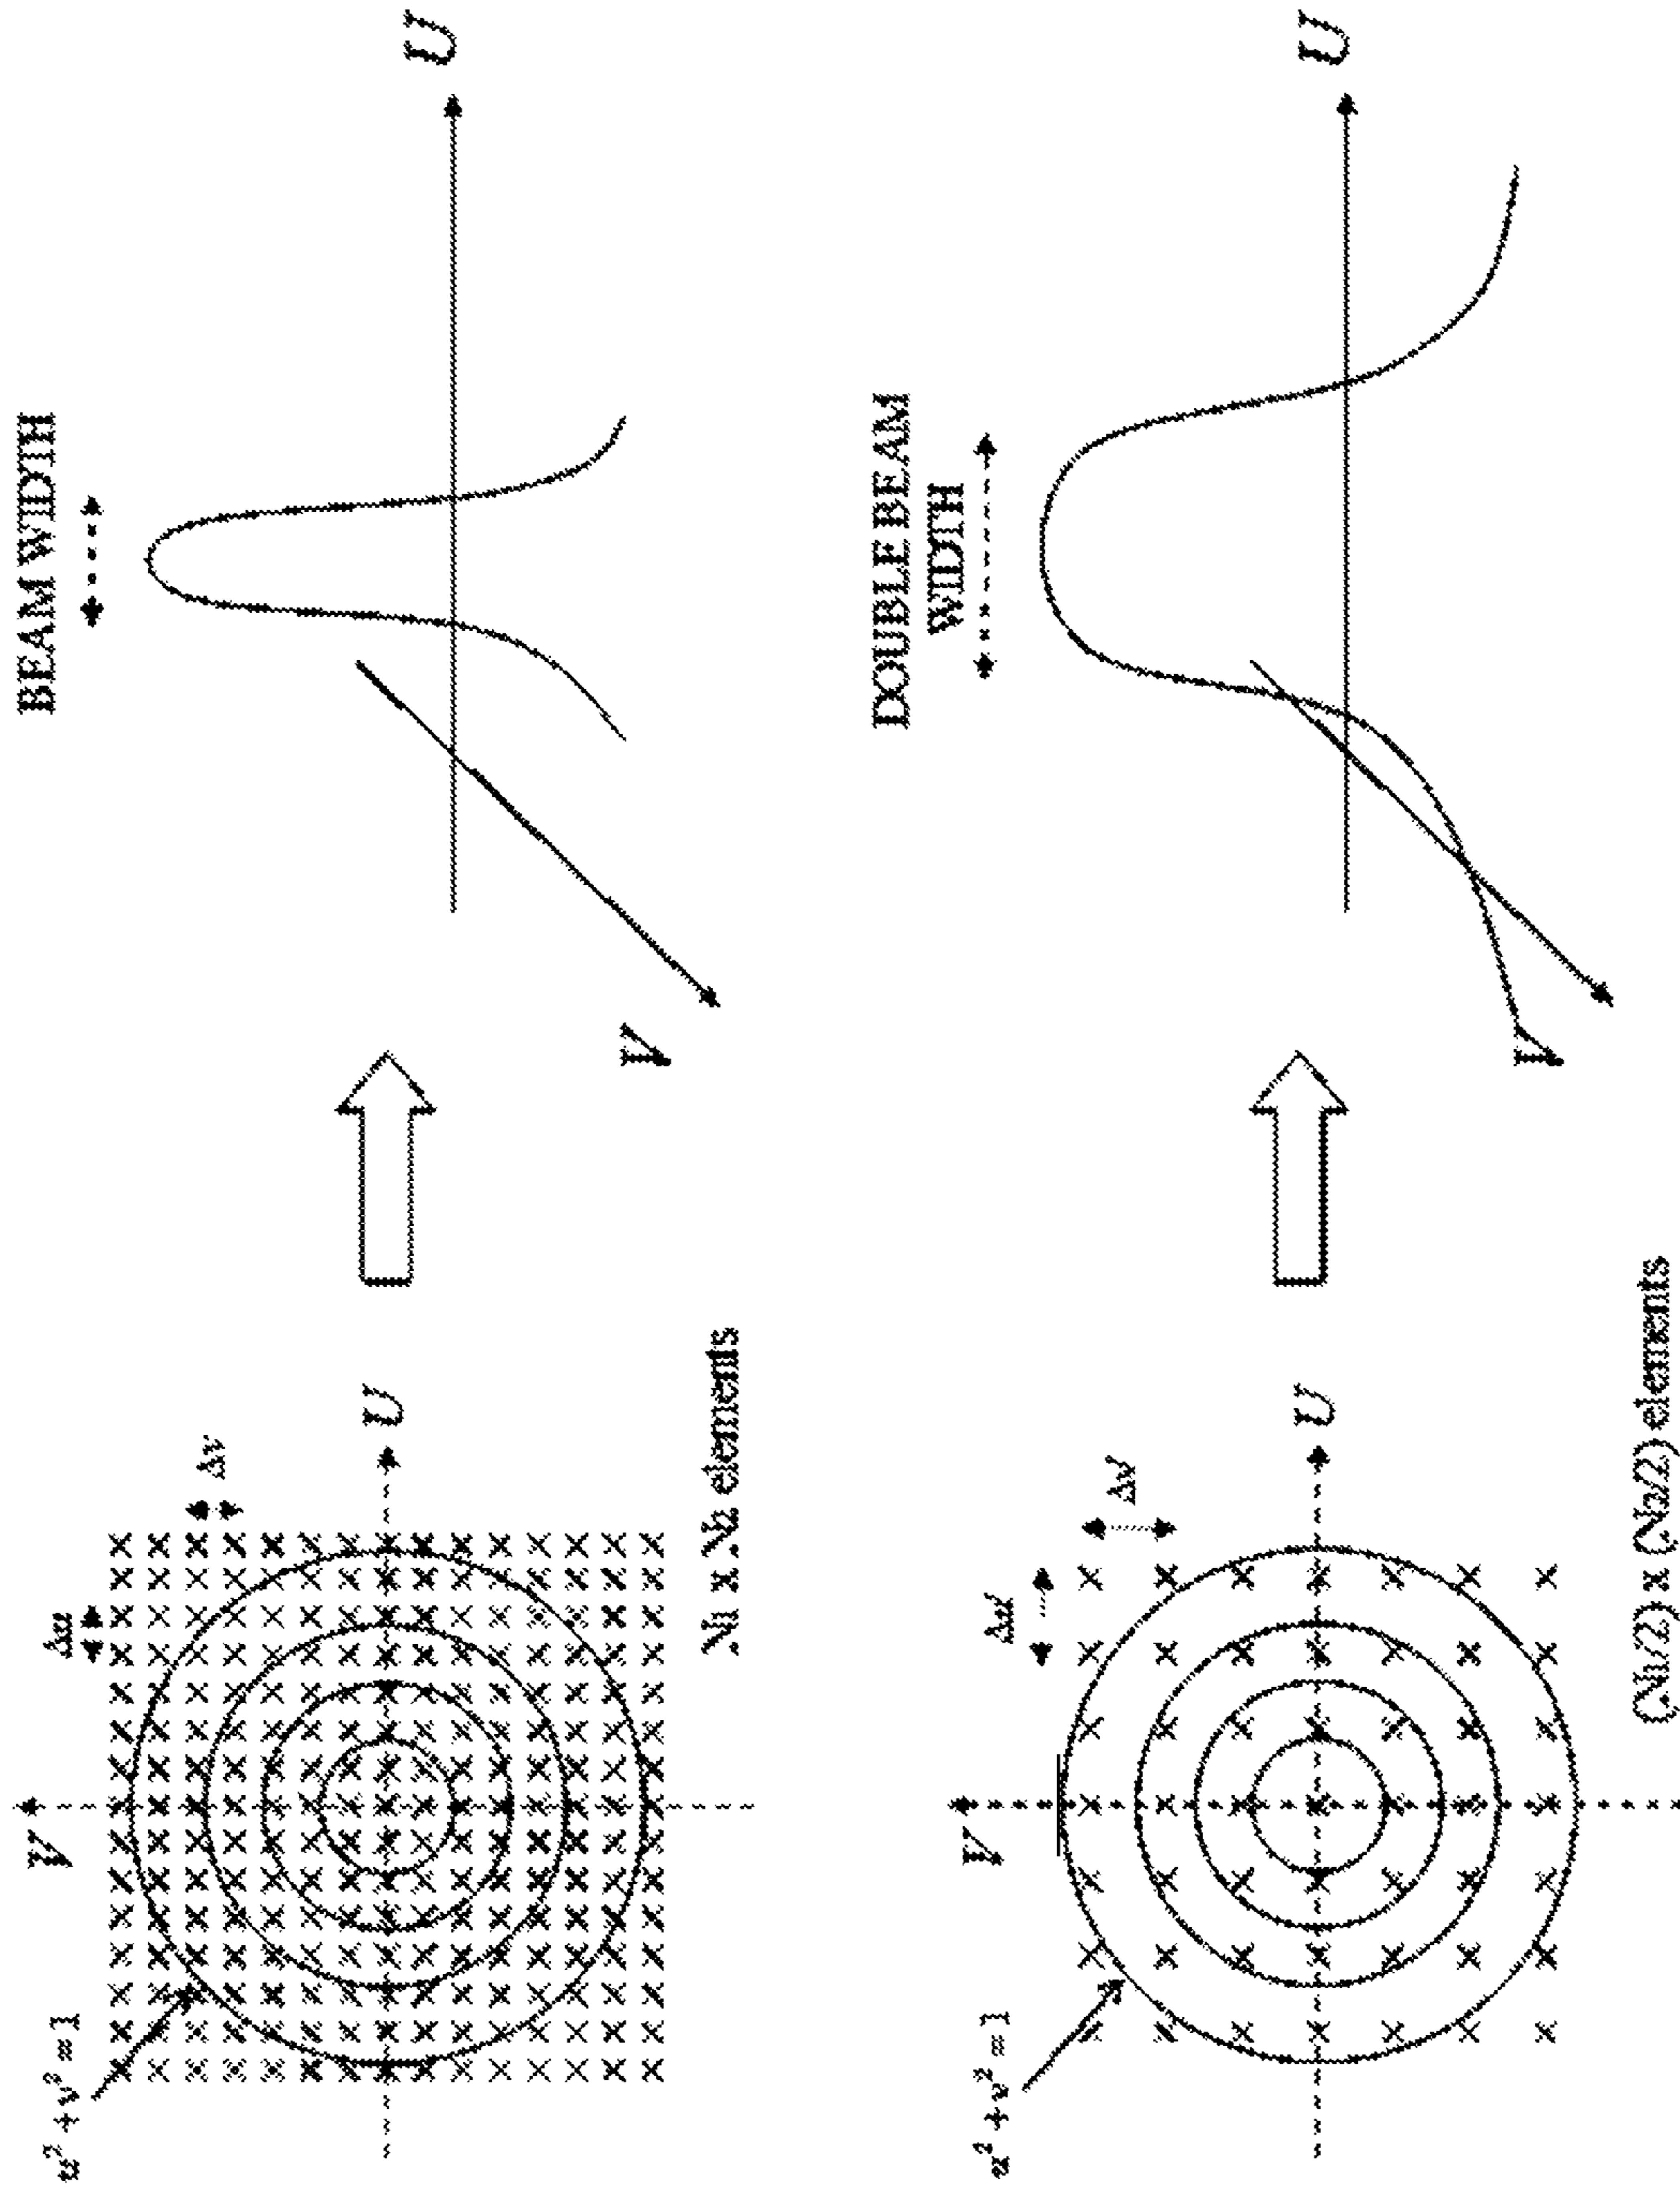 V
u² + v² = 1
Δu
Δv
U
N1 x N2 elements
BEAM WIDTH
U
V
V
u² + v² = 1
Δu'
Δv'
U
(N1/2) x (N2/2) elements
DOUBLE BEAM
WIDTH
U
V